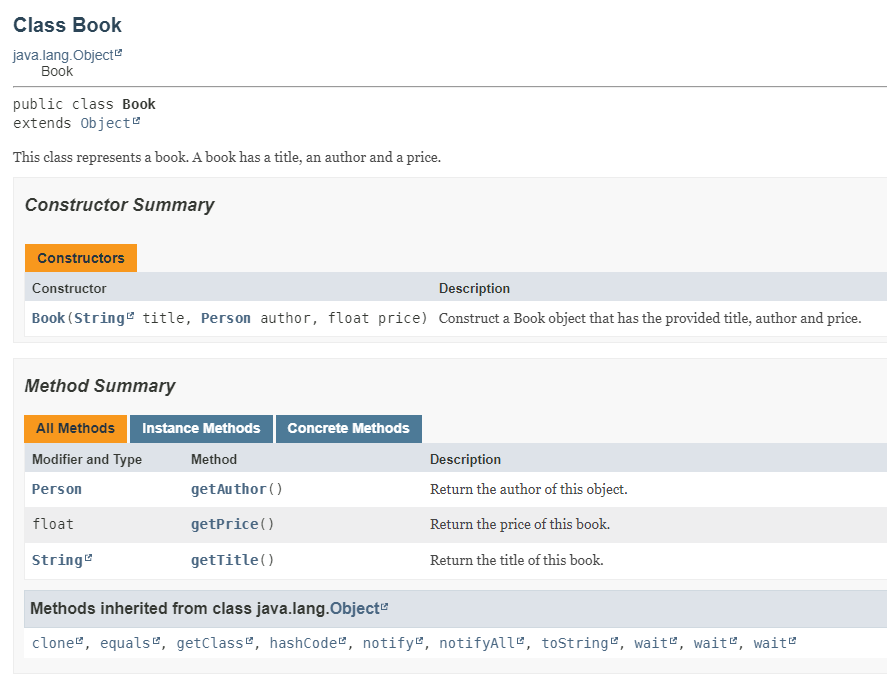 Class Book
java.lang.Object
Book
public class Book
extends Object
This class represents a book. A book has a title, an author and a price.
Constructor Summary
Constructors
Constructor Description
Book(String title, Person author, float price) Construct a Book object that has the provided title, author and price.
Method Summary
All Methods Instance Methods Concrete Methods
Modifier and Type Method Description
Person getAuthor() Return the author of this object.
float getPrice() Return the price of this book.
String getTitle() Return the title of this book.
Methods inherited from class java.lang.Object
clone, equals, getClass, hashCode, notify, notifyAll, toString, wait, wait, wait